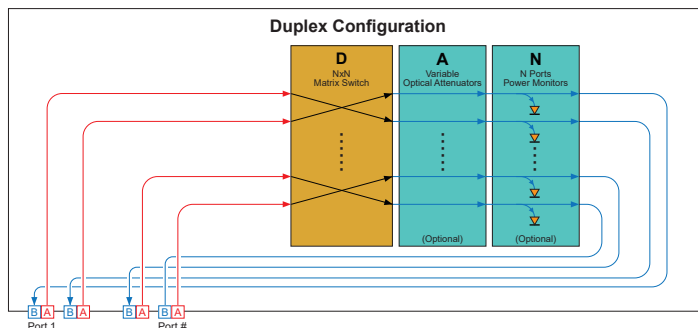 Duplex Configuration
D
NxN
Matrix Switch
A
Variable
Optical Attenuators
(Optional)
N
N Ports
Power Monitors
(Optional)
B A B A B A B A
Port 1 Port #